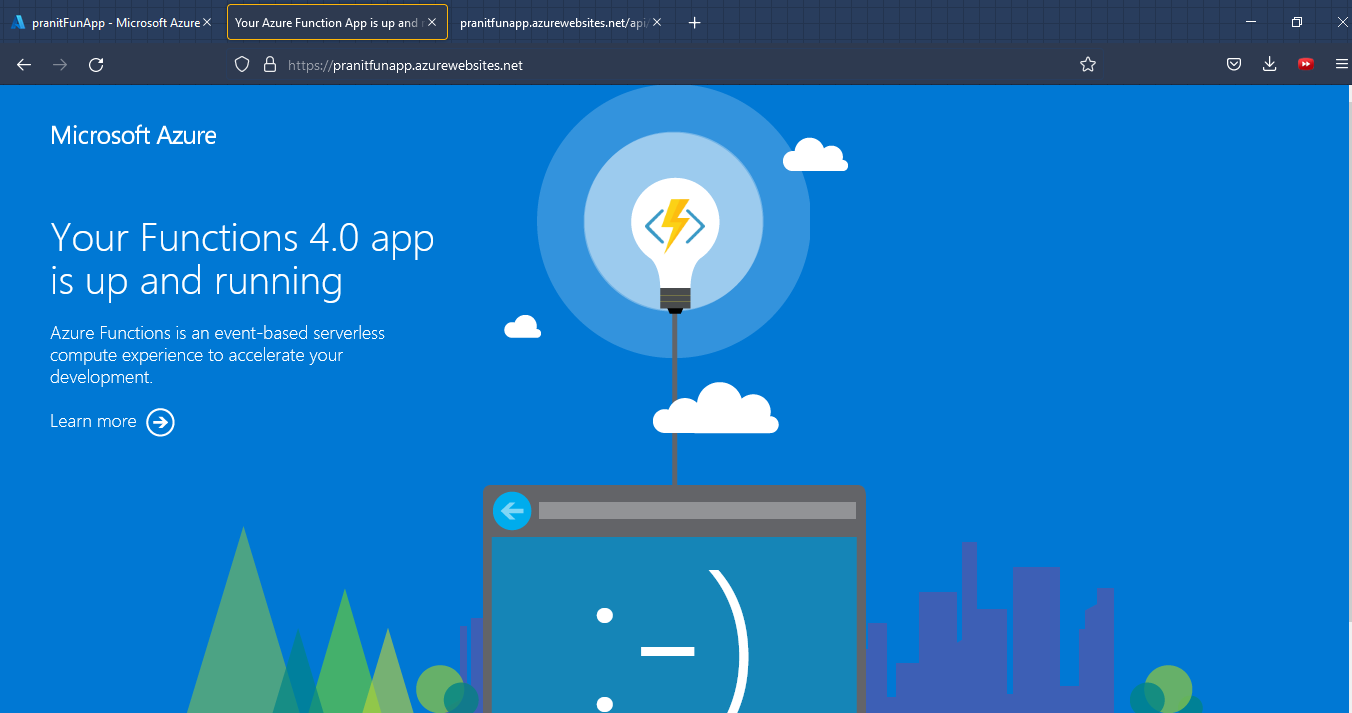 pranitFunApp - Microsoft Azure
Your Azure Function App is up and
pranitfunapp.azurewebsites.net/api/
https://pranitfunapp.azurewebsites.net
Microsoft Azure
Your Functions 4.0 app
is up and running
Azure Functions is an event-based serverless
compute experience to accelerate your
development.
Learn more
:-)